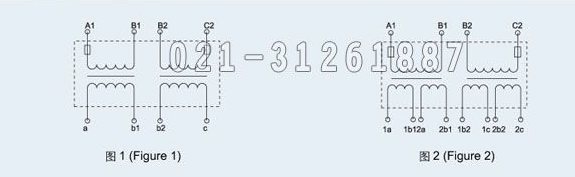 A1 B1 B2 C2 A1 B1 B2 C2
021-31261887
a b1 b2 c 1a 1b12a 2b1 1b2 1c 2b2 2c
图 1 (Figure 1) 图 2 (Figure 2)